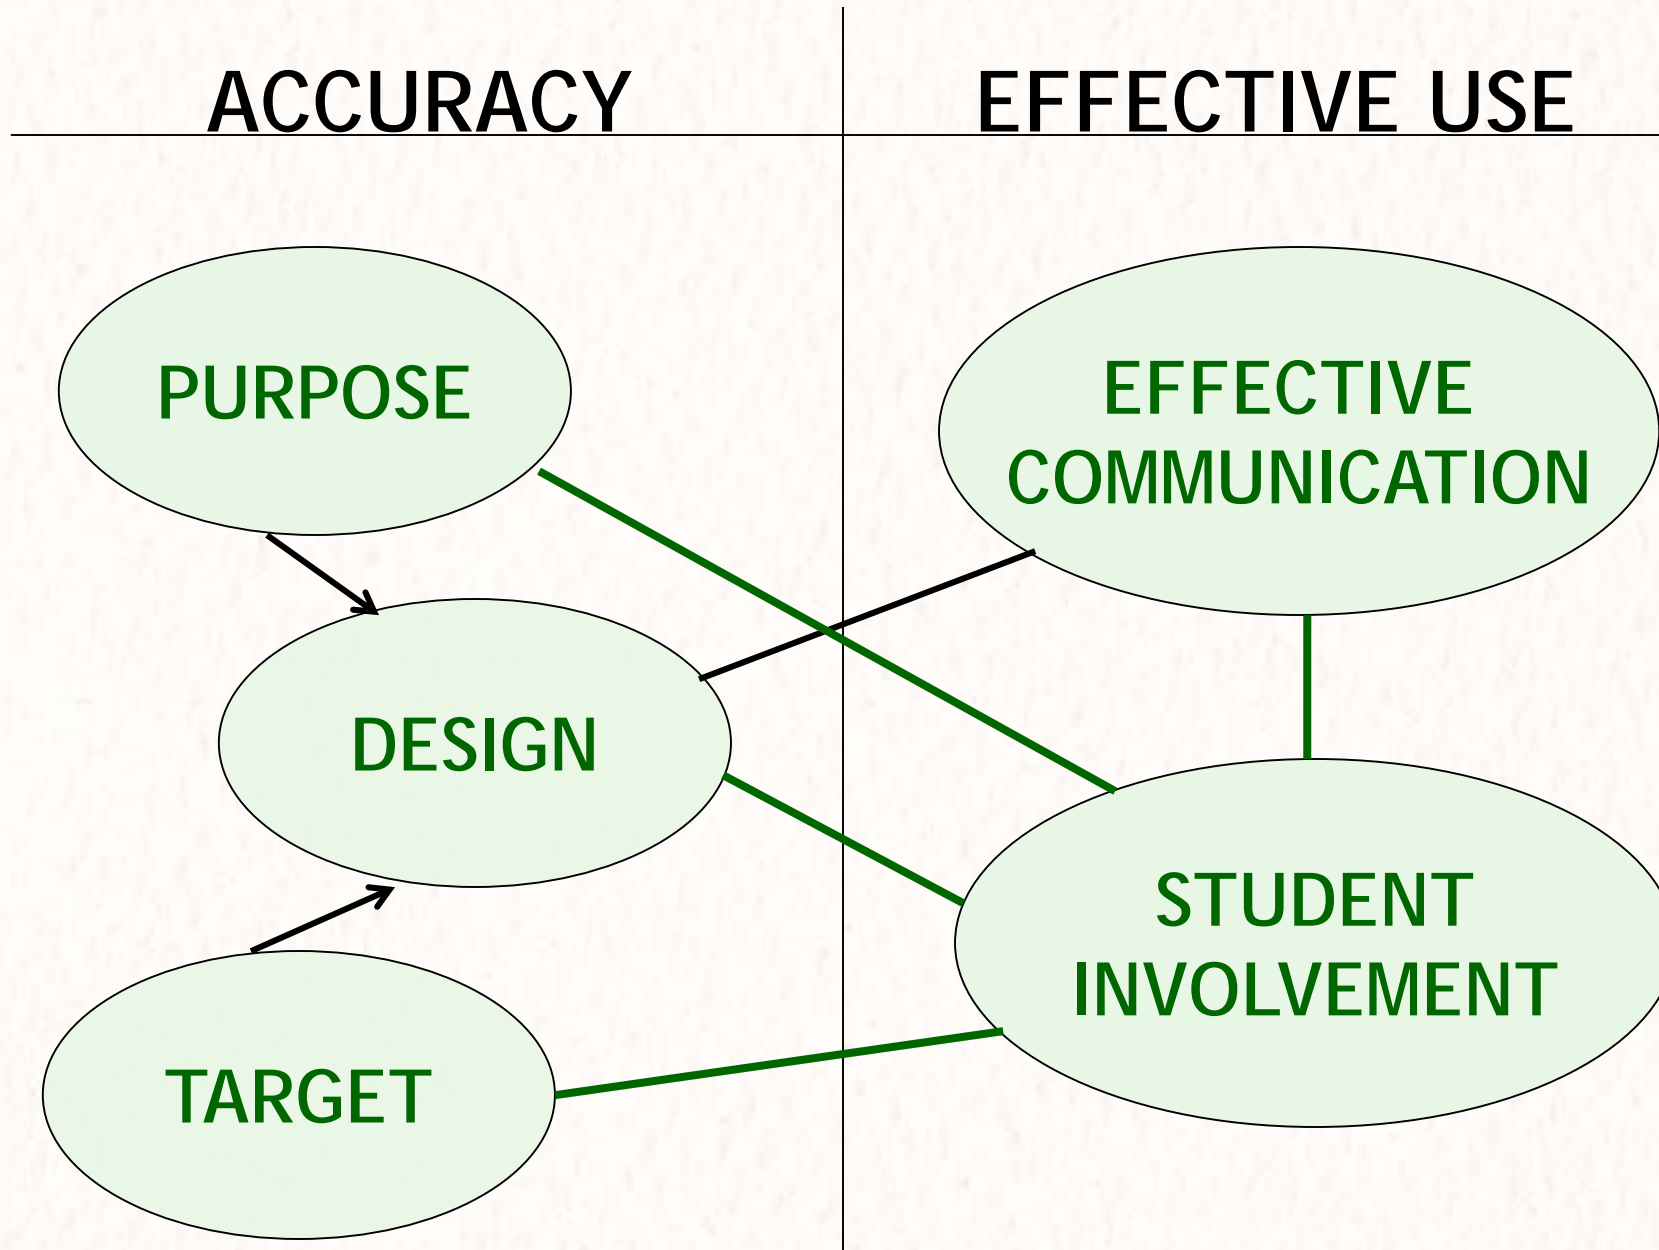 ACCURACY
EFFECTIVE USE
PURPOSE
DESIGN
TARGET
EFFECTIVE
COMMUNICATION
STUDENT
INVOLVEMENT